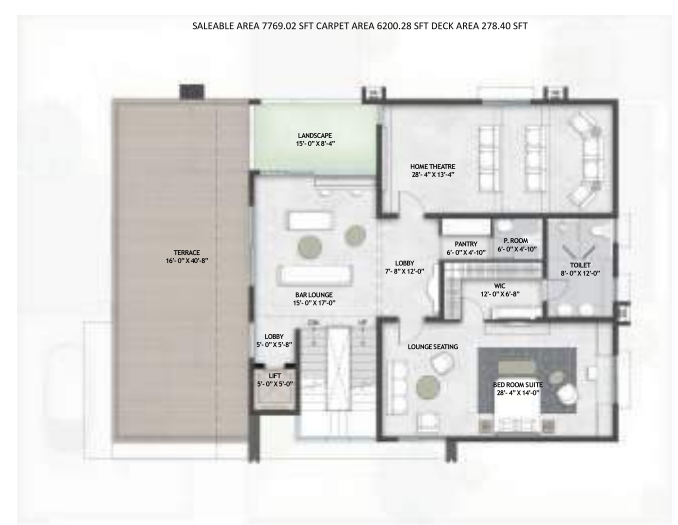 SALEABLE AREA 7769.02 SFT CARPET AREA 6200.28 SFT DECK AREA 278.40 SFT
LANDSCAPE
15'- 0" X 8'-4"
HOME THEATRE
28'- 4" X 13'-4"
TERRACE
16'- 0" X 40'-8"
LOBBY
7'- 8" X 12'-0"
PANTRY
6'- 0" X 4'-10"
P. ROOM
6'- 0" X 4'-10"
TOILET
8'- 0" X 12'-0"
WIC
12'- 0" X 6'-8"
BAR LOUNGE
15'- 0" X 17'-0"
DN
UP
LOBBY
5'- 0" X 5'-8"
LOUNGE SEATING
LIFT
5'- 0" X 5'-0"
BED ROOM SUITE
28'- 4" X 14'-0"